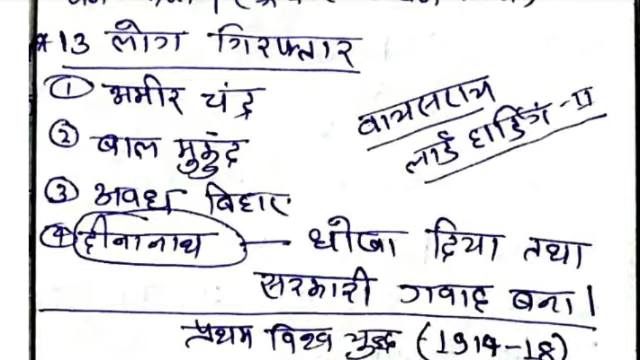 * 13 लोग गिरफ्तार
① अमीर चंद्र
② बाल मुकुंद
वायसराय
लार्ड हार्डिंग-II
③ अवध बिहार
④ दीनानाथ — धोखा दिया तथा
सरकारी गवाह बना।
प्रथम विश्व युद्ध (1914-18)